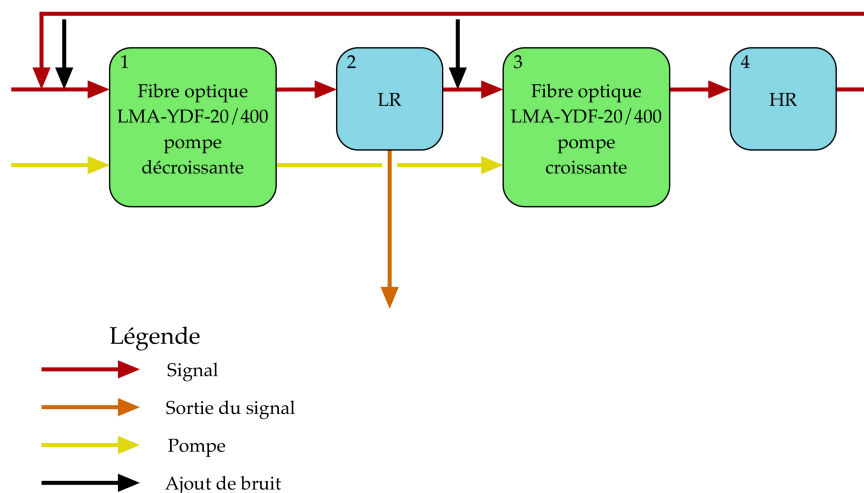 1
Fibre optique
LMA-YDF-20/400
pompe
décroissante
2
LR
3
Fibre optique
LMA-YDF-20/400
pompe
croissante
4
HR
Légende
Signal
Sortie du signal
Pompe
Ajout de bruit